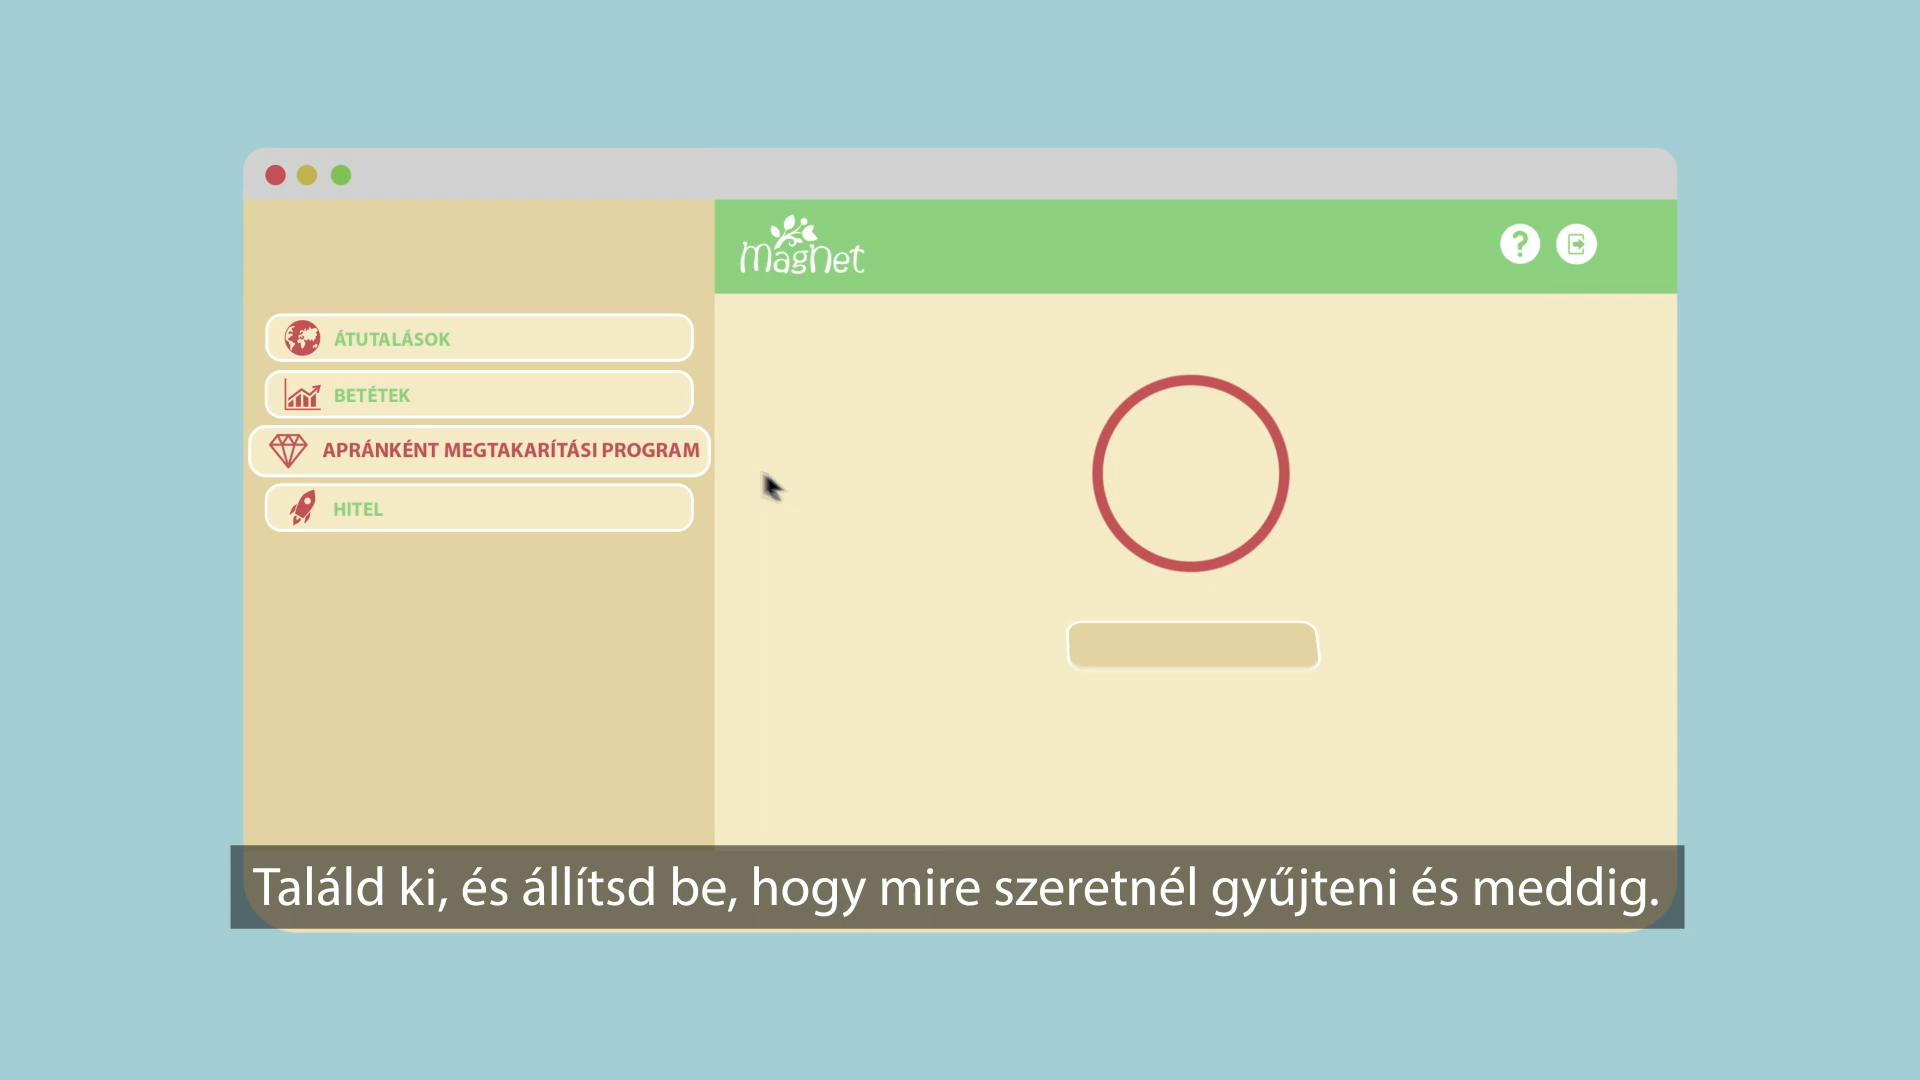 magnet
?
ÁTUTALÁSOK
BETÉTEK
APRÁNKÉNT MEGTAKARÍTÁSI PROGRAM
HITEL
Találd ki, és állítsd be, hogy mire szeretnél gyűjteni és meddig.